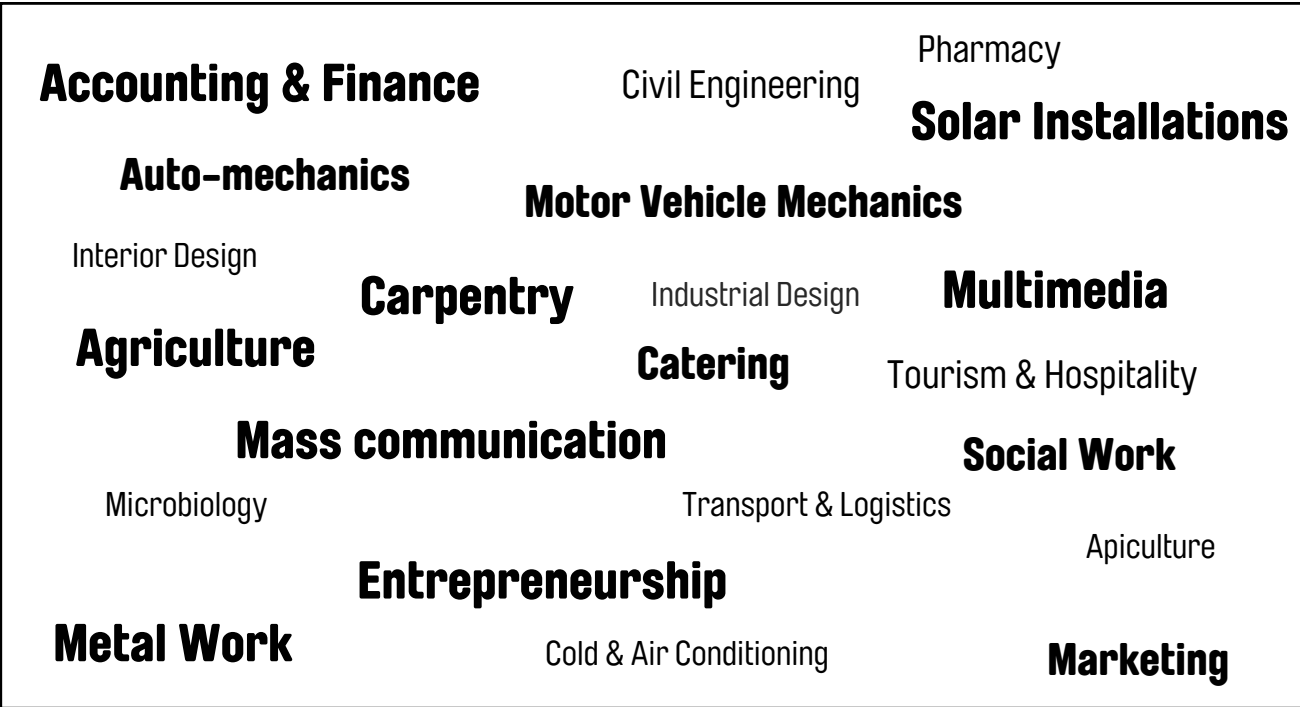 Pharmacy
Accounting & Finance
Civil Engineering
Solar Installations
Auto-mechanics
Motor Vehicle Mechanics
Interior Design
Carpentry
Industrial Design
Multimedia
Agriculture
Catering
Tourism & Hospitality
Mass communication
Social Work
Microbiology
Transport & Logistics
Apiculture
Entrepreneurship
Metal Work
Cold & Air Conditioning
Marketing